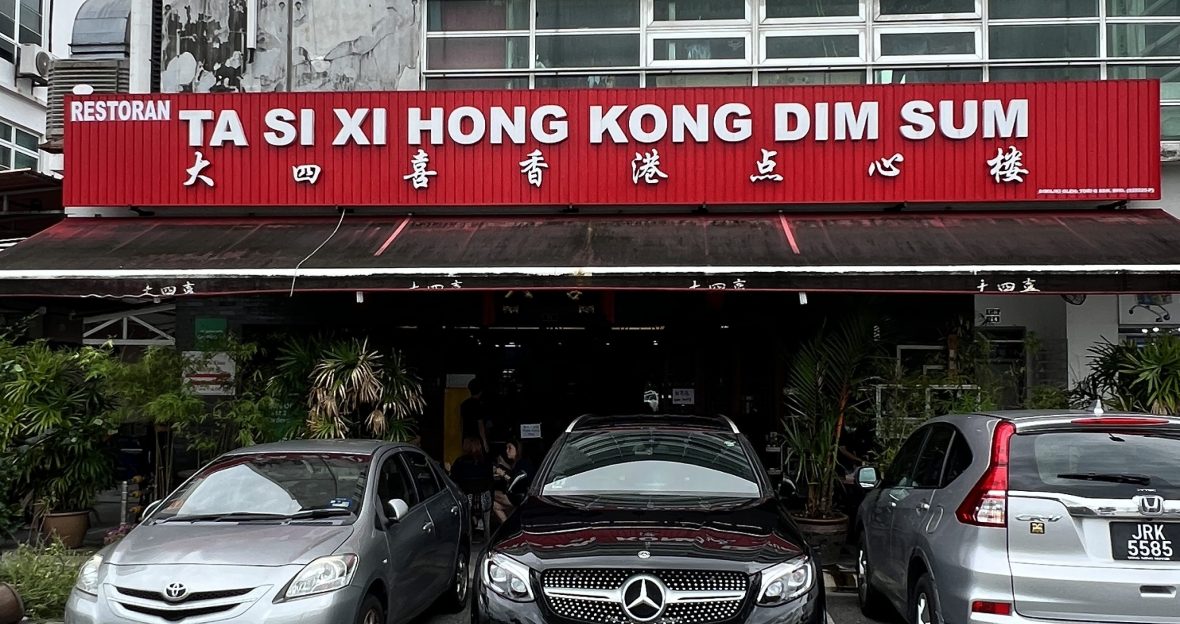 RESTORAN
TA SI XI HONG KONG DIM SUM
大四喜香港点心楼
大四喜 大四喜 大四喜 大四喜
JRK
5585